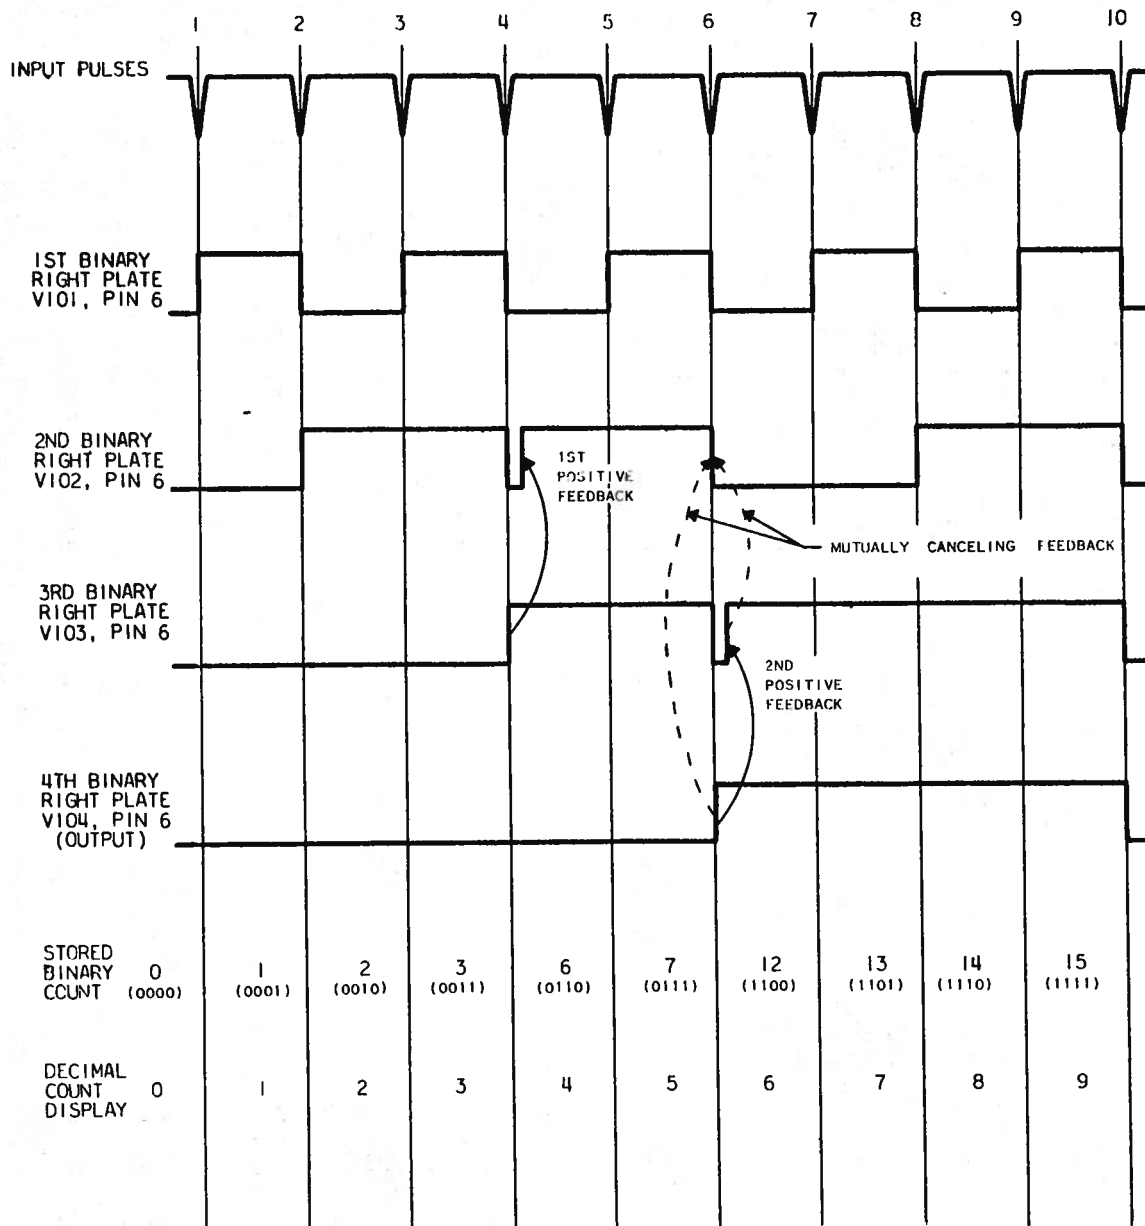 1 2 3 4 5 6 7 8 9 10
INPUT PULSES
1ST BINARY
RIGHT PLATE
V101, PIN 6
2ND BINARY
RIGHT PLATE
V102, PIN 6
1ST
POSITIVE
FEEDBACK
MUTUALLY CANCELING FEEDBACK
3RD BINARY
RIGHT PLATE
V103, PIN 6
2ND
POSITIVE
FEEDBACK
4TH BINARY
RIGHT PLATE
V104, PIN 6
(OUTPUT)
STORED
BINARY 0 1 2 3 6 7 12 13 14 15
CCUNT (0000) (0001) (0010) (0011) (0110) (0111) (1100) (1101) (1110) (1111)
DECIMAL
COUNT 0 1 2 3 4 5 6 7 8 9
DISPLAY